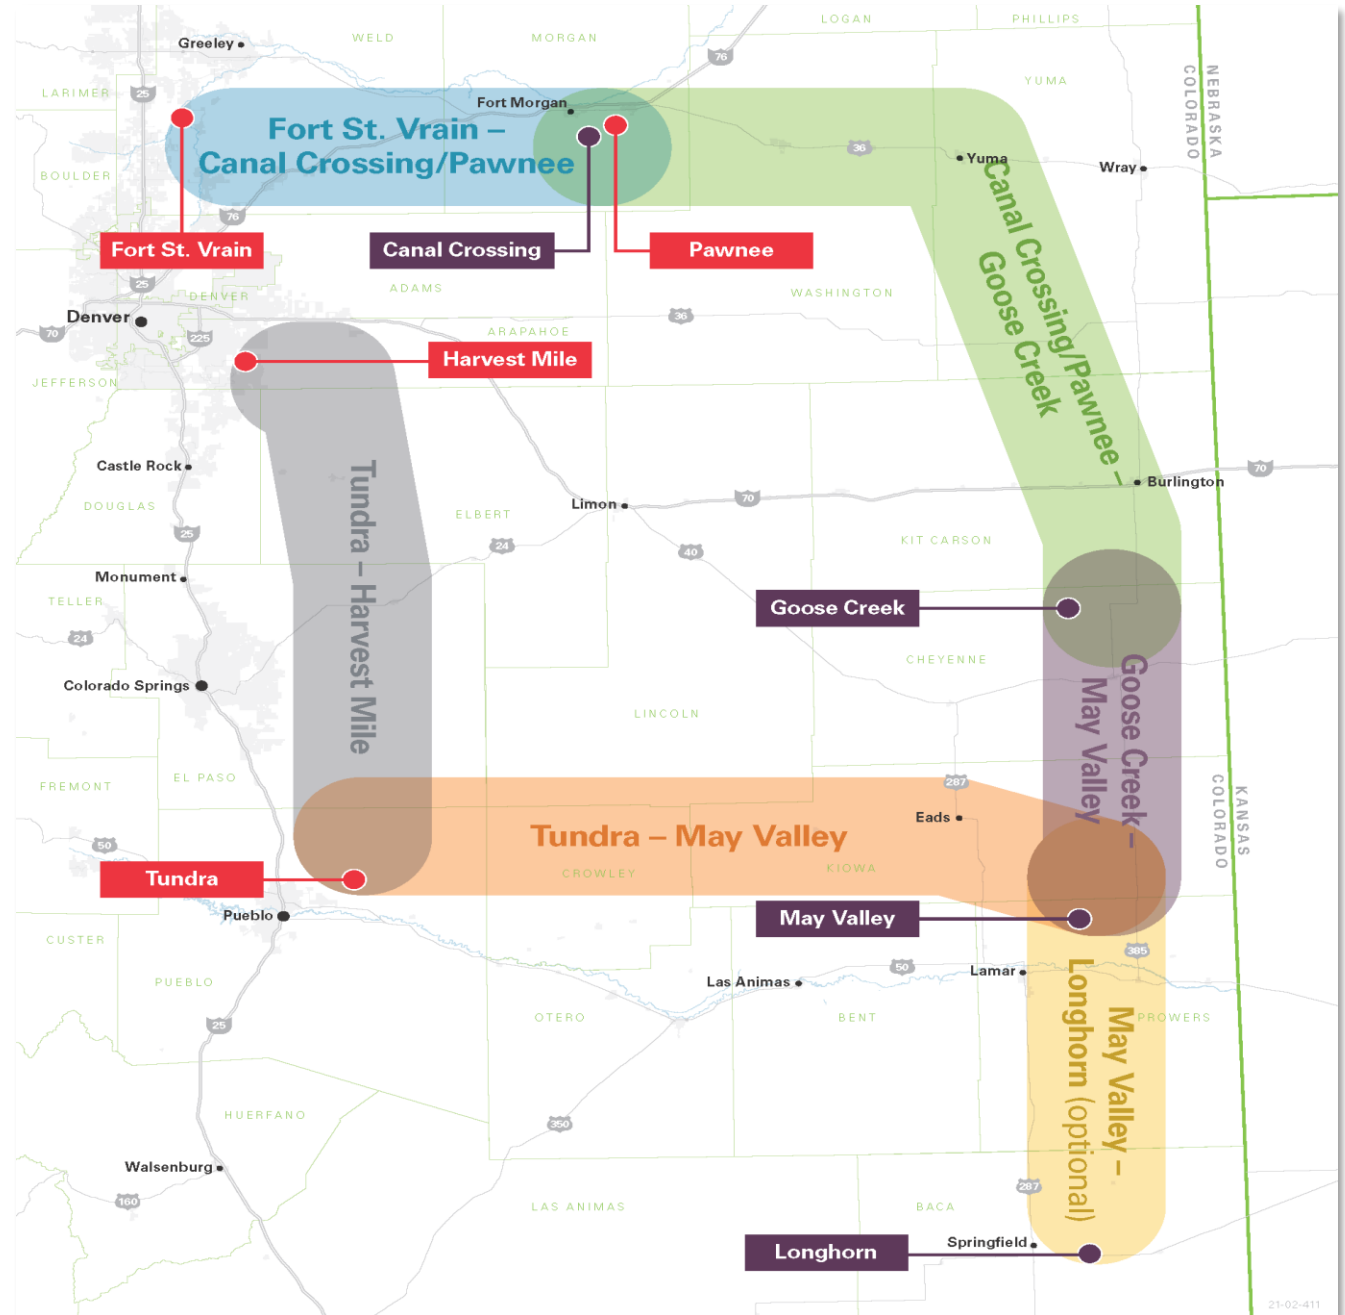 LOGAN
PHILLIPS
WELD
MORGAN
Greeley
76
YUMA
NEBRASKA
COLORADO
LARIMER
25
Fort Morgan
Fort St. Vrain –
Canal Crossing/Pawnee
36
Yuma
Wray
BOULDER
Canal Crossing/Pawnee –
Goose Creek
76
Fort St. Vrain
Canal Crossing
Pawnee
25
DENVER
ADAMS
WASHINGTON
Denver
70
225
36
ARAPAHOE
Harvest Mile
JEFFERSON
Castle Rock
Tundra – Harvest Mile
70
Burlington
DOUGLAS
Limon
70
ELBERT
25
24
40
KIT CARSON
Monument
TELLER
Goose Creek
24
CHEYENNE
Goose Creek –
May Valley
Colorado Springs
LINCOLN
FREMONT
EL PASO
287
COLORADO
KANSAS
Eads
50
Tundra – May Valley
Tundra
CROWLEY
KIOWA
Pueblo
May Valley
CUSTER
385
PUEBLO
Las Animas
50
Lamar
May Valley –
Longhorn (optional)
25
OTERO
BENT
PROWERS
HUERFANO
350
Walsenburg
160
287
LAS ANIMAS
BACA
Longhorn
Springfield
21-02-411